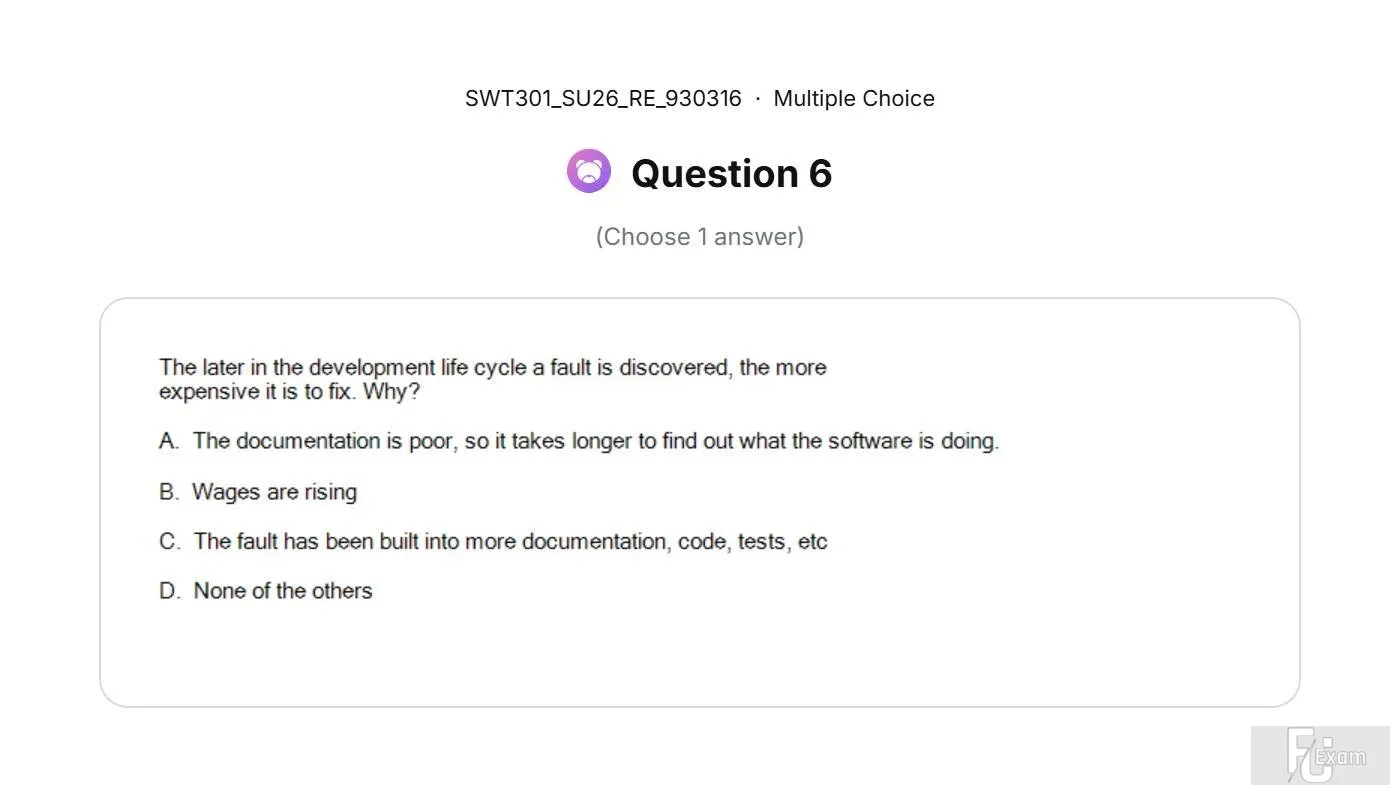 SWT301_SU26_RE_930316 · Multiple Choice
Question 6
(Choose 1 answer)
The later in the development life cycle a fault is discovered, the more
expensive it is to fix. Why?
A. The documentation is poor, so it takes longer to find out what the software is doing.
B. Wages are rising
C. The fault has been built into more documentation, code, tests, etc
D. None of the others
FU Exam